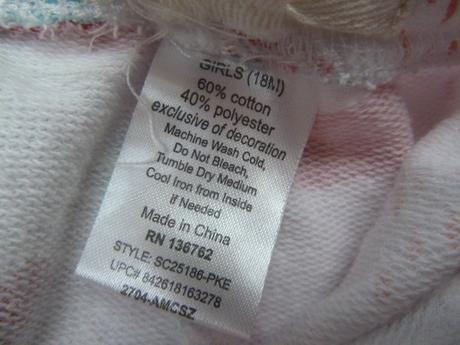 GIRLS (18M)
60% cotton
40% polyester
exclusive of decoration
Machine Wash Cold,
Do Not Bleach,
Tumble Dry Medium
Cool Iron from Inside
if Needed
Made in China
RN 136762
STYLE: SC25186-PKE
UPC# 842618163278
2704-AMCSZ